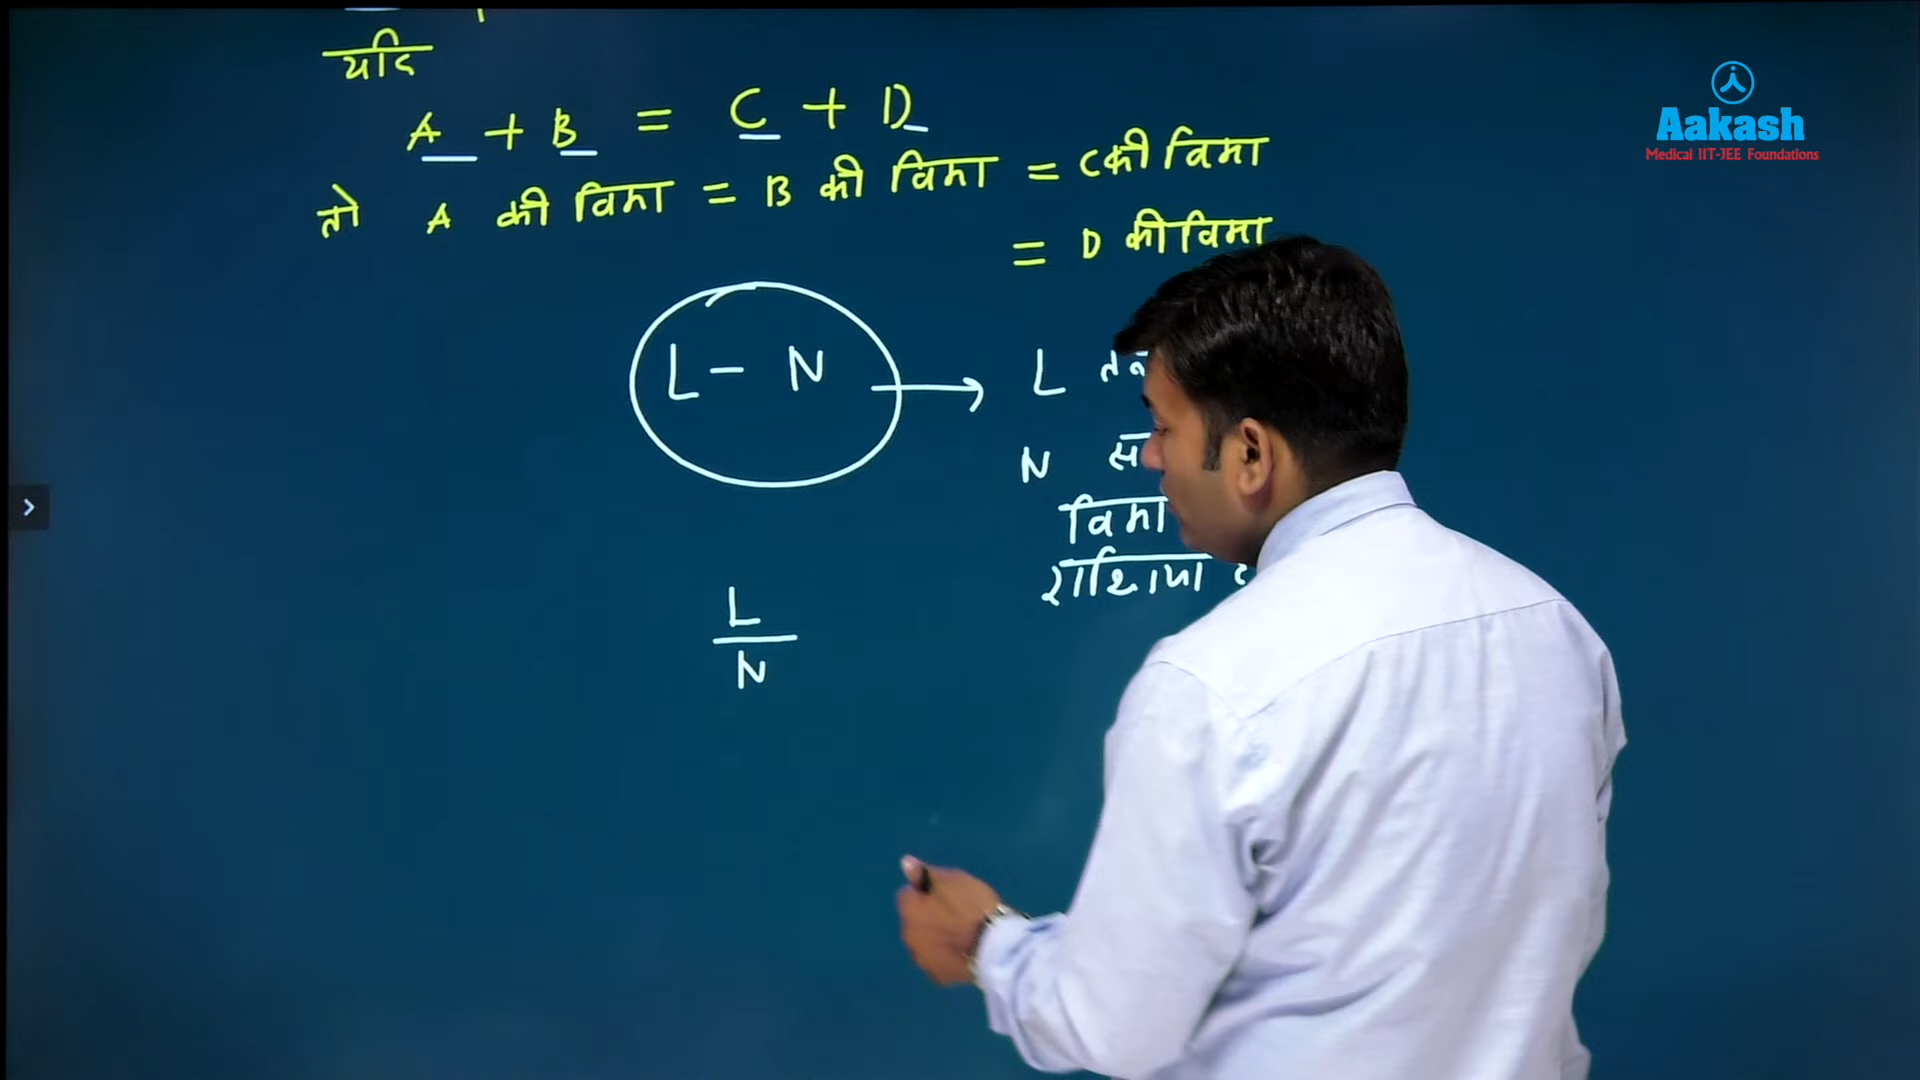 यदि
A + B = C + D
तो A की विमा = B की विमा = C की विमा
= D की विमा
L - N → L
N
विमा
राशियां
L
N
Aakash
Medical IIT-JEE Foundations